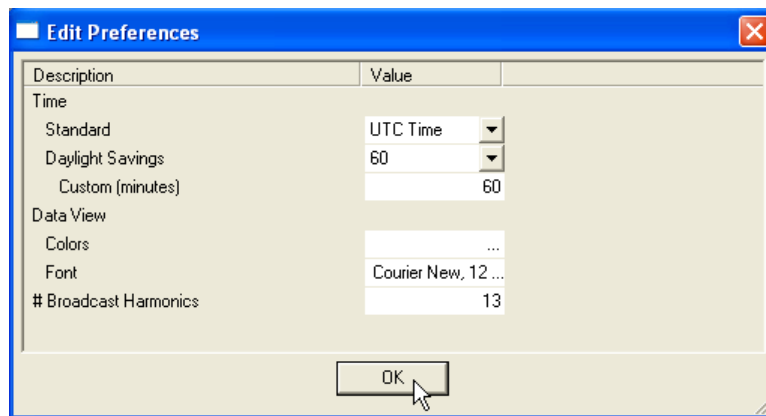 Edit Preferences
Description Value
Time
Standard UTC Time
Daylight Savings 60
Custom (minutes) 60
Data View
Colors ...
Font Courier New, 12 ...
# Broadcast Harmonics 13
OK